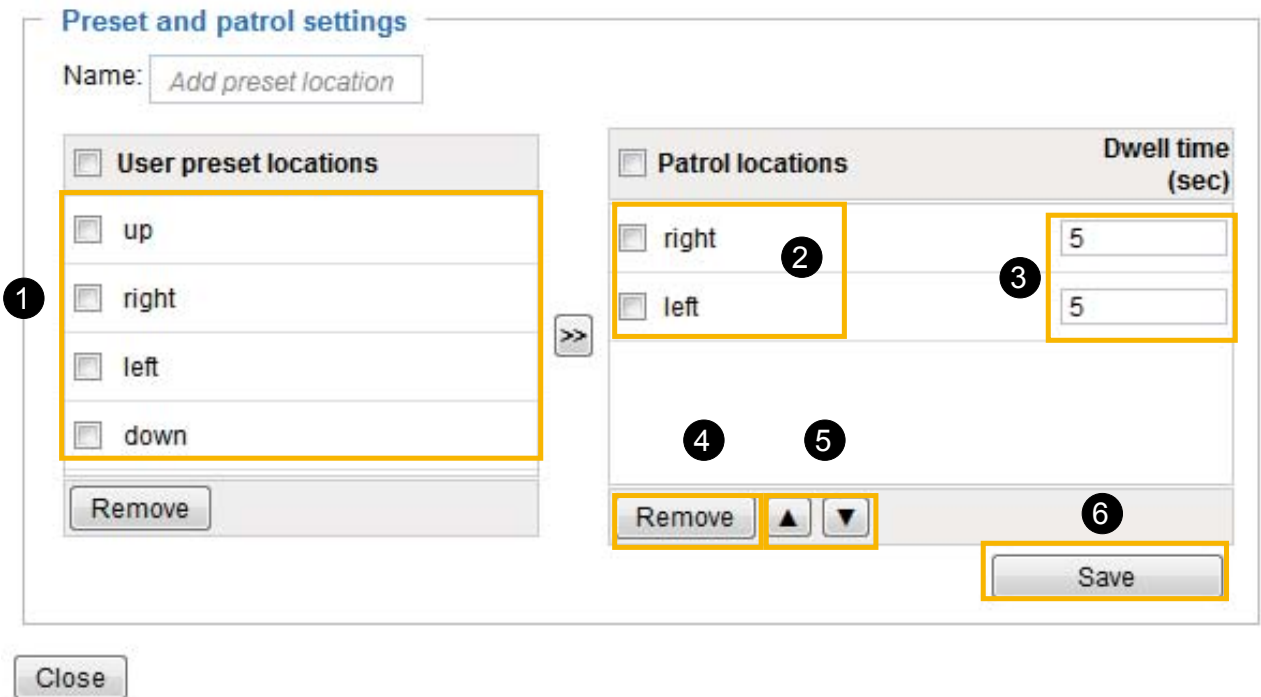 Preset and patrol settings
Name: Add preset location
User preset locations
up
right
left
down
Remove
1
>>
Patrol locations
Dwell time
(sec)
right
5
left
5
2
3
4
5
Remove ▲ ▼
6
Save
Close